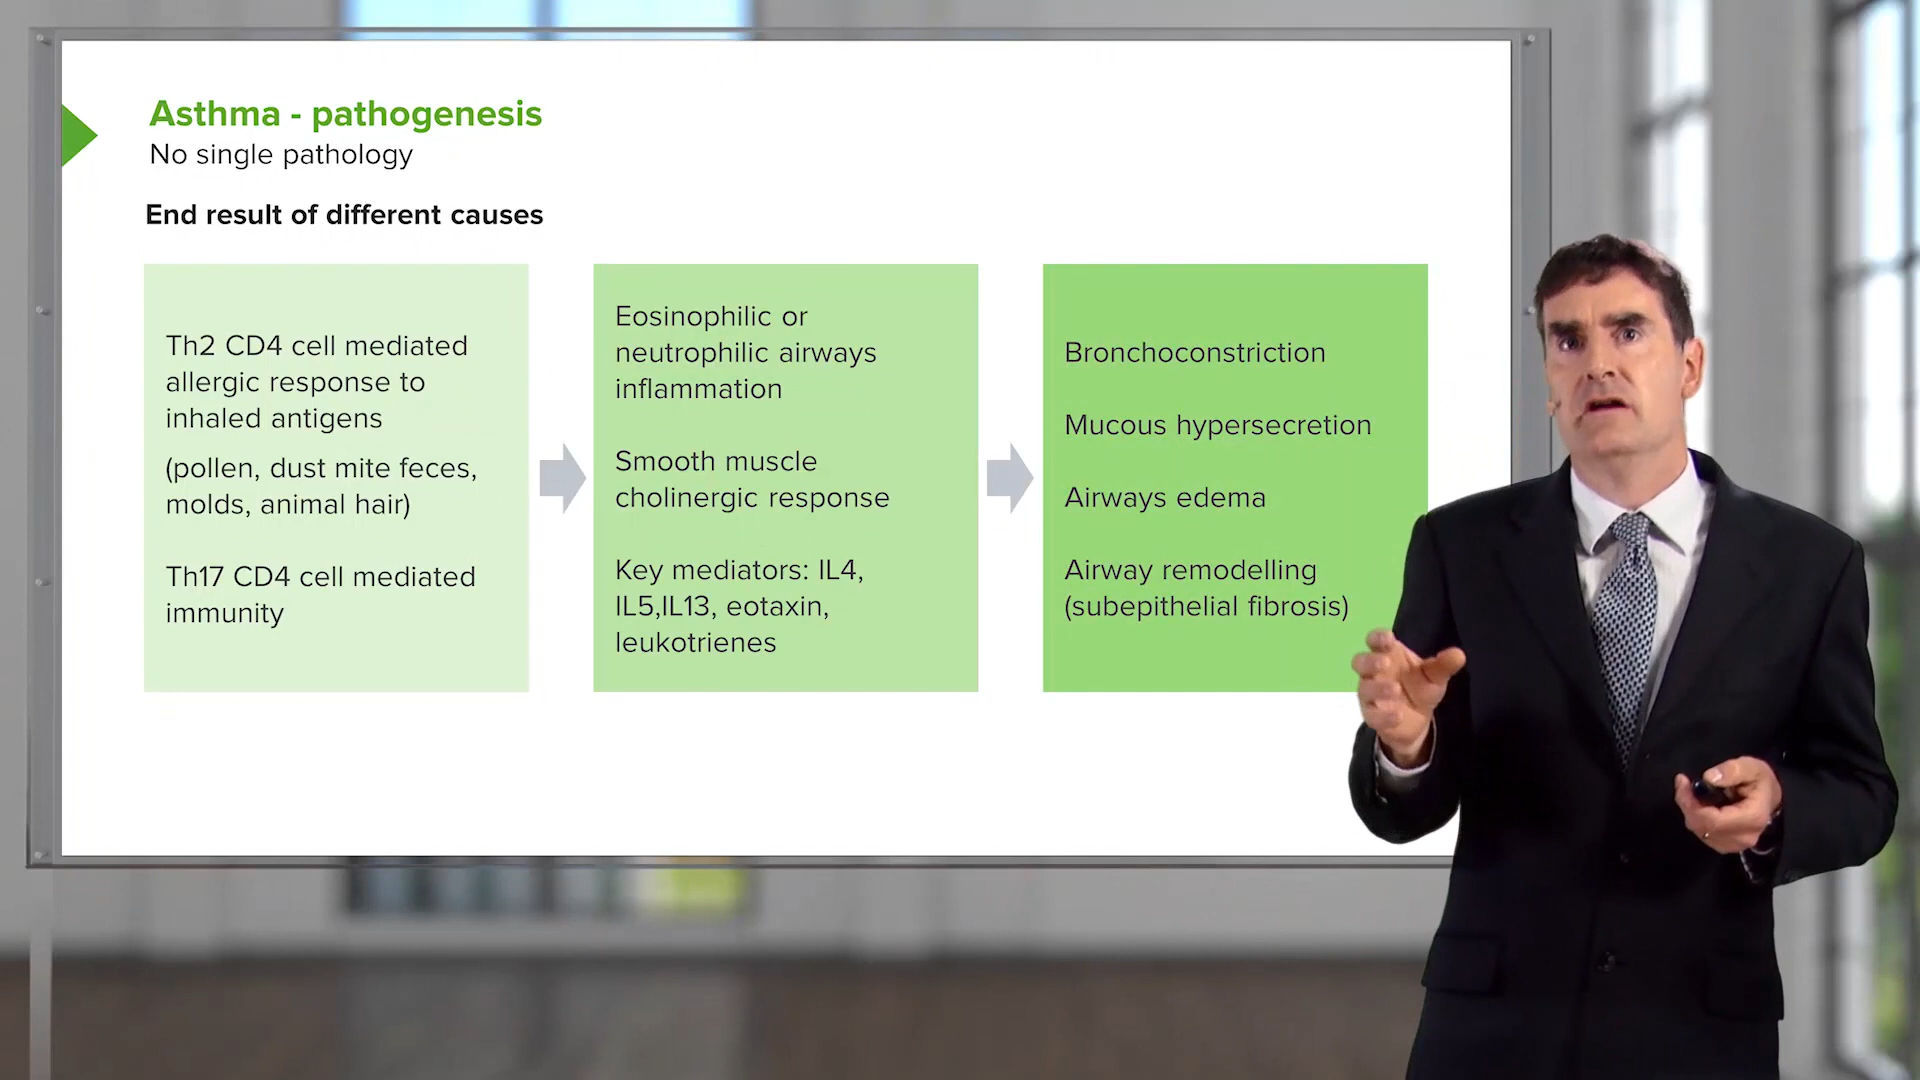 Asthma - pathogenesis
No single pathology
End result of different causes
Th2 CD4 cell mediated
allergic response to
inhaled antigens
(pollen, dust mite feces,
molds, animal hair)
Th17 CD4 cell mediated
immunity
Eosinophilic or
neutrophilic airways
inflammation
Smooth muscle
cholinergic response
Key mediators: IL4,
IL5,IL13, eotaxin,
leukotrienes
Bronchoconstriction
Mucous hypersecretion
Airways edema
Airway remodelling
(subepithelial fibrosis)